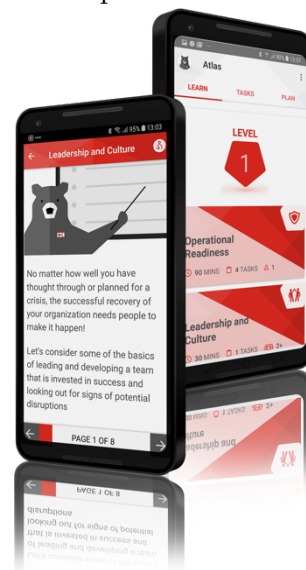 95% 13:03
Leadership and Culture
CDI
No matter how well you have
thought through or planned for a
crisis, the successful recovery of
your organization needs people to
make it happen!
Let's consider some of the basics
of leading and developing a team
that is invested in success and
looking out for signs of potential
disruptions
PAGE 1 OF 8
Atlas
LEARN
TASKS
PLAN
LEVEL
1
Operational
Readiness
90 MINS 4 TASKS 1
Leadership and
Culture
30 MINS 1 TASKS 2+